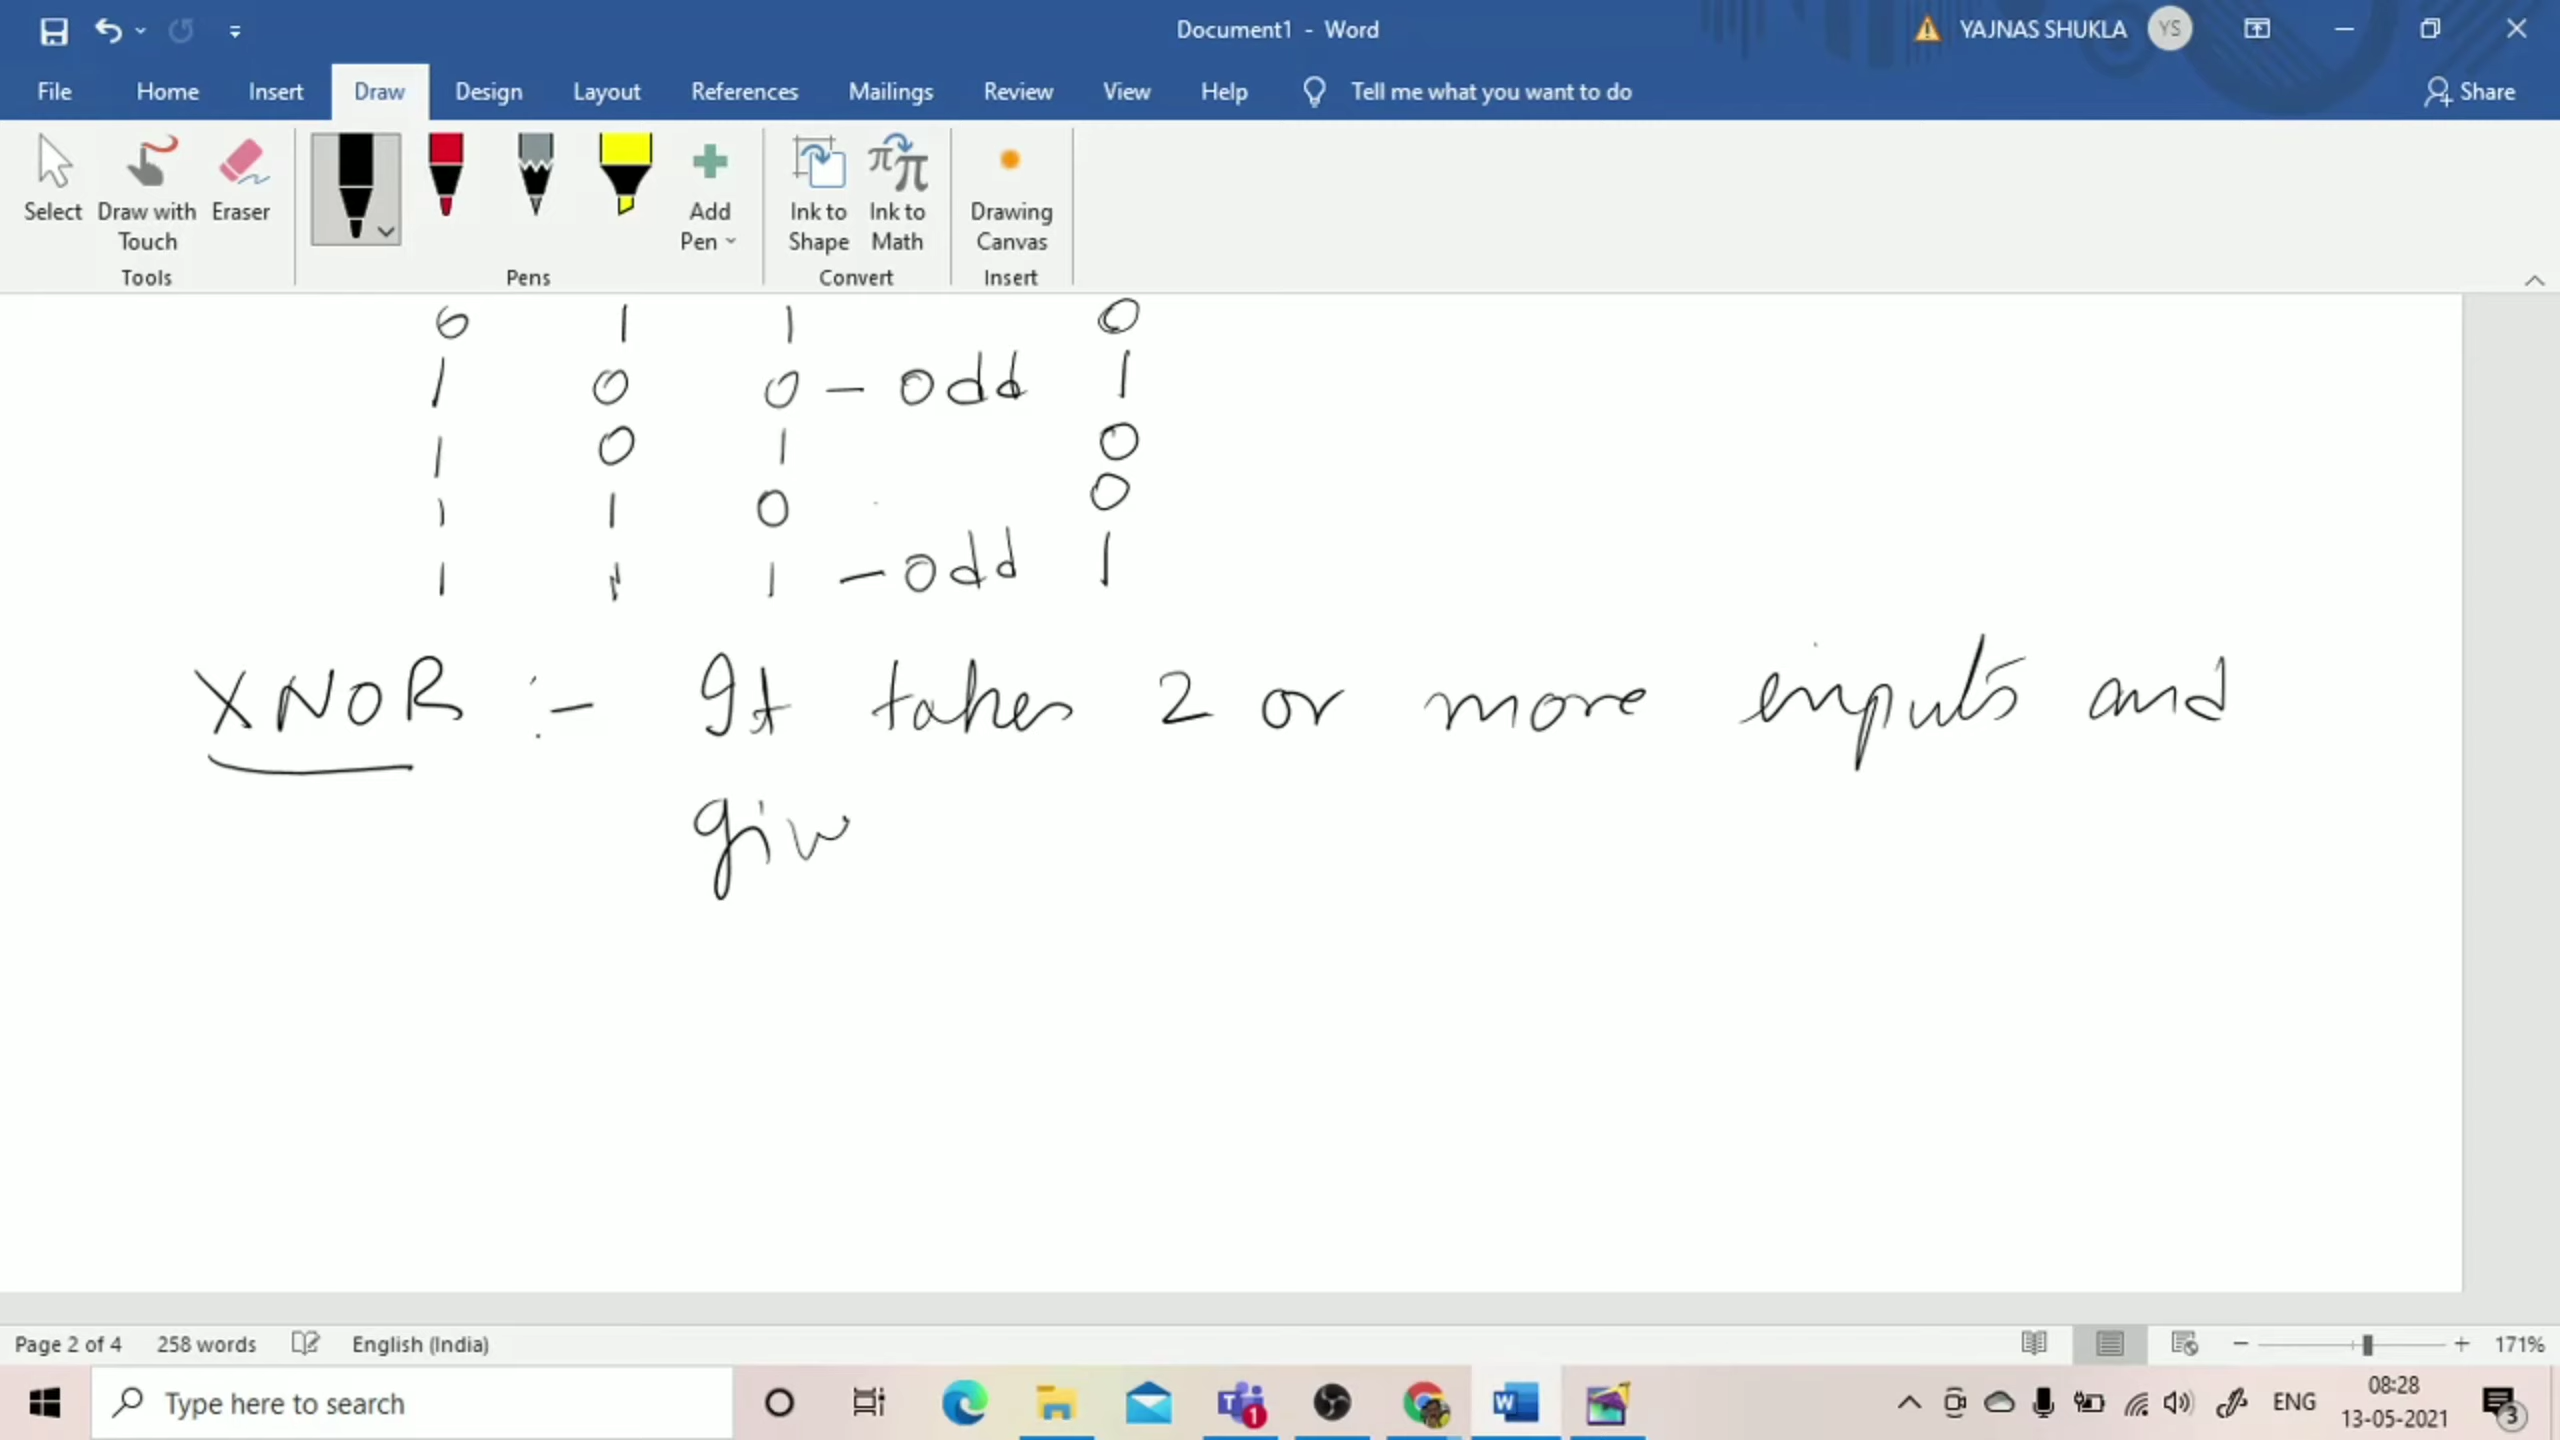 Document1 - Word
YAJNAS SHUKLA YS
File Home Insert Draw Design Layout References Mailings Review View Help Tell me what you want to do Share
Select Draw with Touch Eraser Add Pen Ink to Shape Ink to Math Drawing Canvas
Tools Pens Convert Insert
0 1 1 0
1 0 0 - odd 1
1 0 1 0
1 1 0 0
1 1 1 - odd 1
XNOR :- It takes 2 or more inputs and
giv
Page 2 of 4 258 words English (India) 171%
Type here to search 1 ENG 08:28 3
13-05-2021